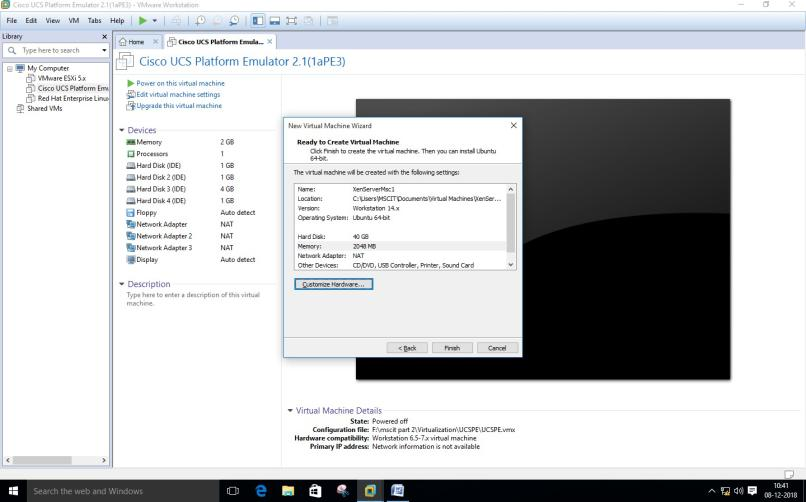 Cisco UCS Platform Emulator 2.1(1aPE3) - VMware Workstation
File Edit View VM Tabs Help
Library
Type here to search
My Computer
VMware ESXi 5.x
Cisco UCS Platform Emu
Red Hat Enterprise Linux
Shared VMs
Home
Cisco UCS Platform Emula...
Cisco UCS Platform Emulator 2.1(1aPE3)
Power on this virtual machine
Edit virtual machine settings
Upgrade this virtual machine
Devices
Memory 2 GB
Processors 1
Hard Disk (IDE) 1 GB
Hard Disk 2 (IDE) 1 GB
Hard Disk 3 (IDE) 4 GB
Hard Disk 4 (IDE) 1 GB
Floppy Auto detect
Network Adapter NAT
Network Adapter 2 NAT
Network Adapter 3 NAT
Display Auto detect
Description
Type here to enter a description of this virtual
machine.
New Virtual Machine Wizard
Ready to Create Virtual Machine
Click Finish to create the virtual machine. Then you can install Ubuntu
64-bit.
The virtual machine will be created with the following settings:
Name: XenServerMsc1
Location: C:\Users\MSCIT\Documents\Virtual Machines\XenSer...
Version: Workstation 14.x
Operating System: Ubuntu 64-bit
Hard Disk: 40 GB
Memory: 2048 MB
Network Adapter: NAT
Other Devices: CD/DVD, USB Controller, Printer, Sound Card
Customize Hardware...
< Back Finish Cancel
Virtual Machine Details
State: Powered off
Configuration file: F:\mscit part 2\Virtualization\UCSPE\UCSPE.vmx
Hardware compatibility: Workstation 6.5-7.x virtual machine
Primary IP address: Network information is not available
Search the web and Windows
10:41
08-12-2018